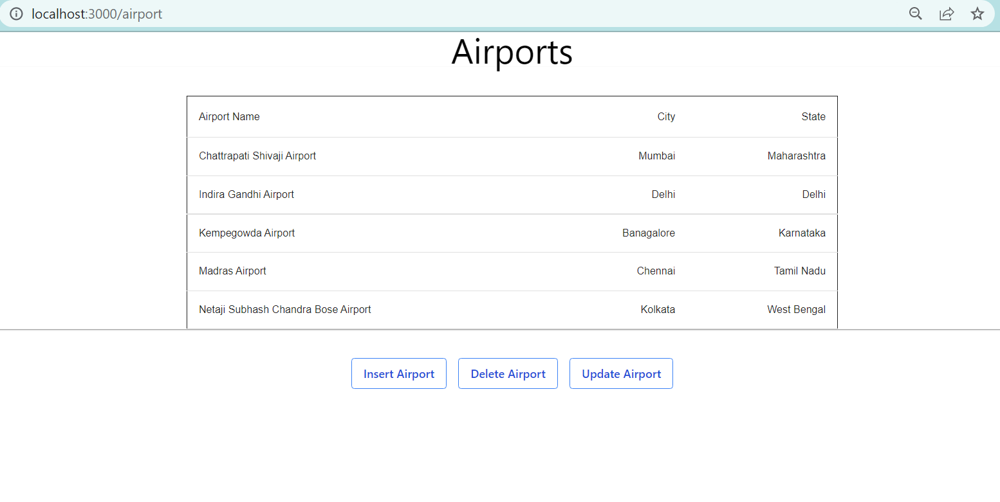 localhost:3000/airport
Airports
Airport Name City State
Chattrapati Shivaji Airport Mumbai Maharashtra
Indira Gandhi Airport Delhi Delhi
Kempegowda Airport Banagalore Karnataka
Madras Airport Chennai Tamil Nadu
Netaji Subhash Chandra Bose Airport Kolkata West Bengal
Insert Airport Delete Airport Update Airport